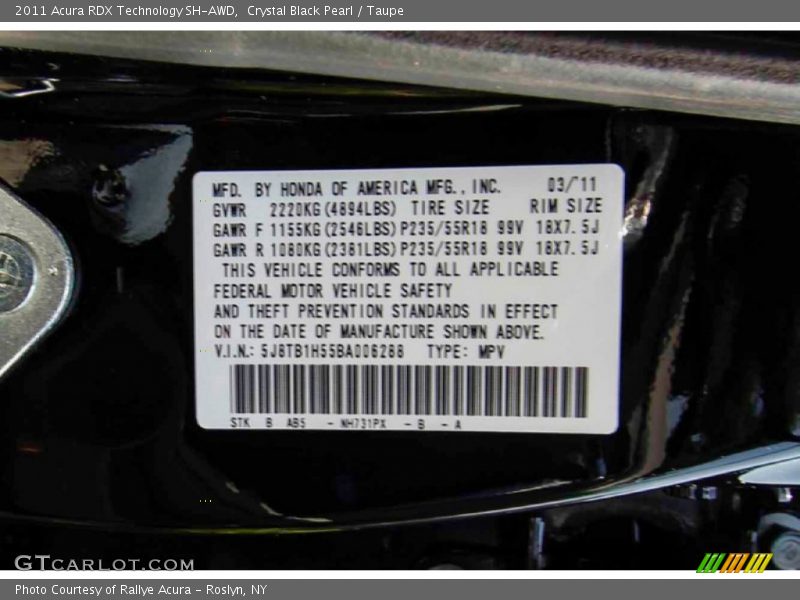 2011 Acura RDX Technology SH-AWD,  Crystal Black Pearl / Taupe
MFD. BY HONDA OF AMERICA MFG., INC. 03/11
GVWR 2220KG(4894LBS) TIRE SIZE RIM SIZE
GAWR F 1155KG(2546LBS)P235/55R18 99V 18X7.5J
GAWR R 1080KG(2381LBS)P235/55R18 99V 18X7.5J
THIS VEHICLE CONFORMS TO ALL APPLICABLE
FEDERAL MOTOR VEHICLE SAFETY
AND THEFT PREVENTION STANDARDS IN EFFECT
ON THE DATE OF MANUFACTURE SHOWN ABOVE.
V.I.N.: 5J8TB1H55BA006288 TYPE: MPV
STK B AB5 - NH731PX - B - A
GTCARLOT.COM
Photo Courtesy of Rallye Acura - Roslyn, NY